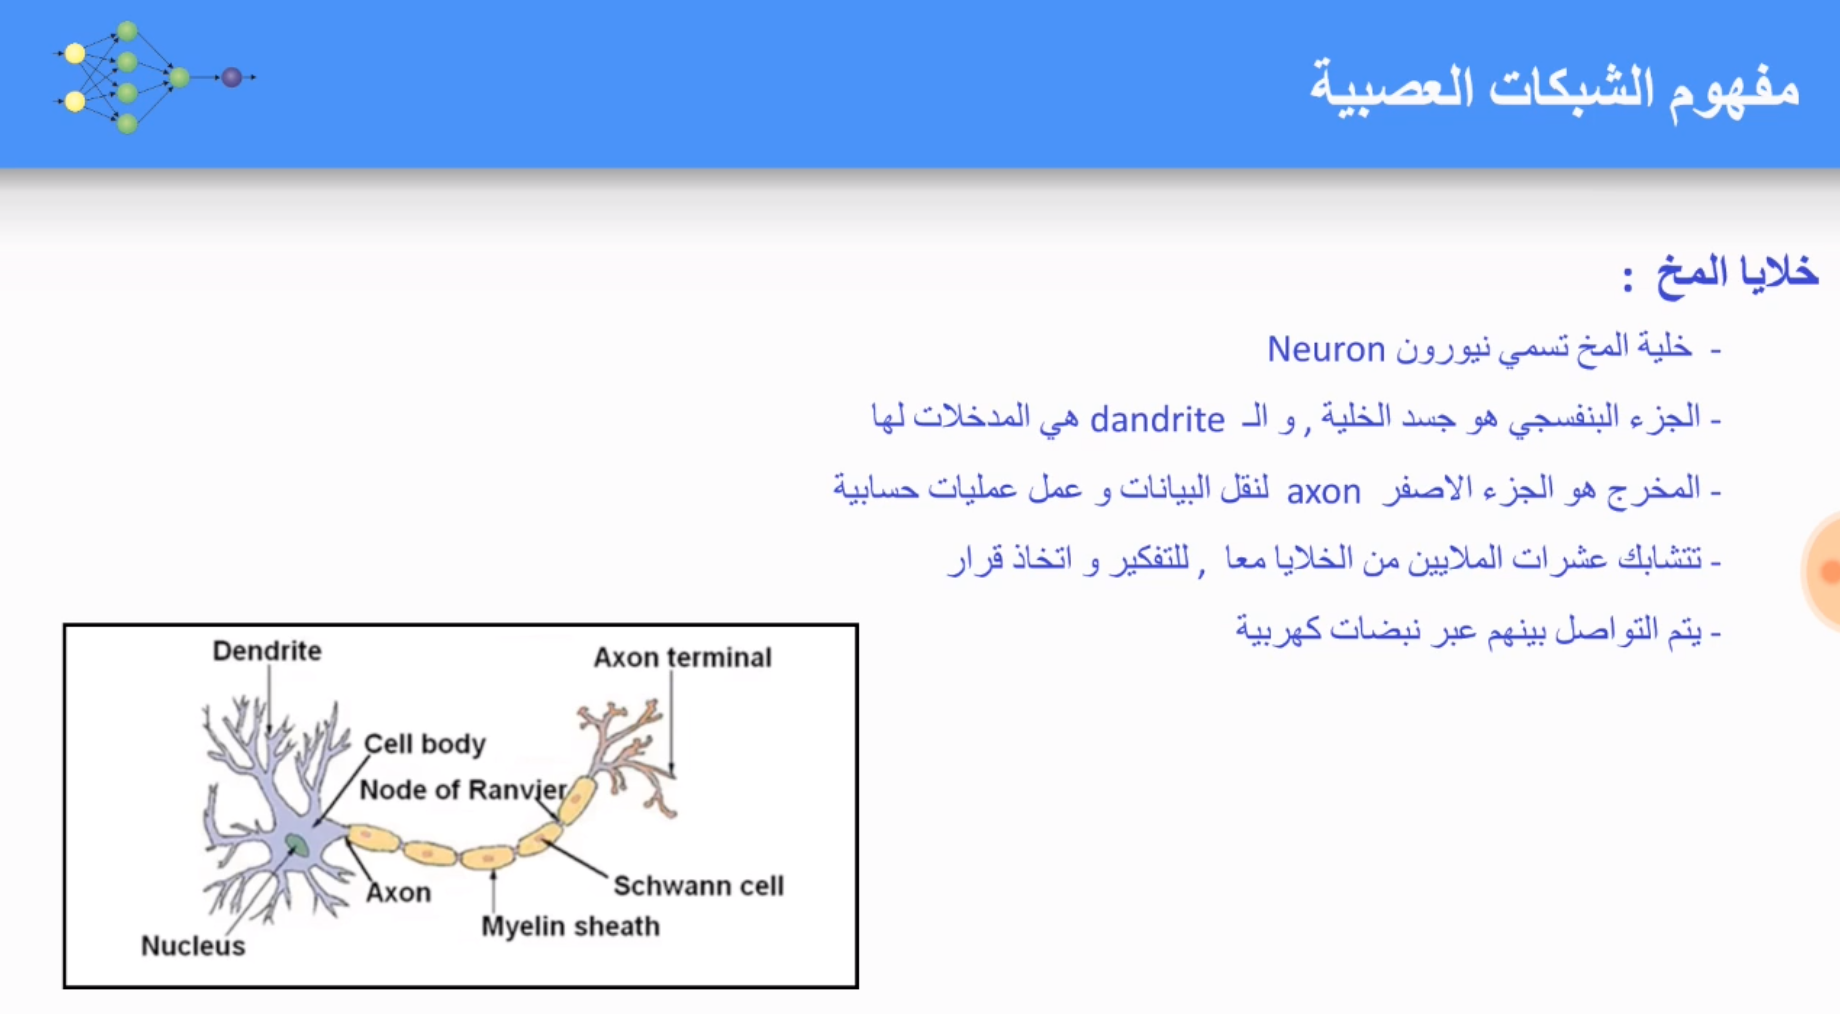 مفهوم الشبكات العصبية
خلايا المخ :
- خلية المخ تسمي نيورون Neuron
- الجزء البنفسجي هو جسد الخلية , و الـ dandrite هي المدخلات لها
- المخرج هو الجزء الاصفر axon لنقل البيانات و عمل عمليات حسابية
- تتشابك عشرات الملايين من الخلايا معا , للتفكير و اتخاذ قرار
- يتم التواصل بينهم عبر نبضات كهربية
Dendrite
Axon terminal
Cell body
Node of Ranvier
Axon
Schwann cell
Myelin sheath
Nucleus